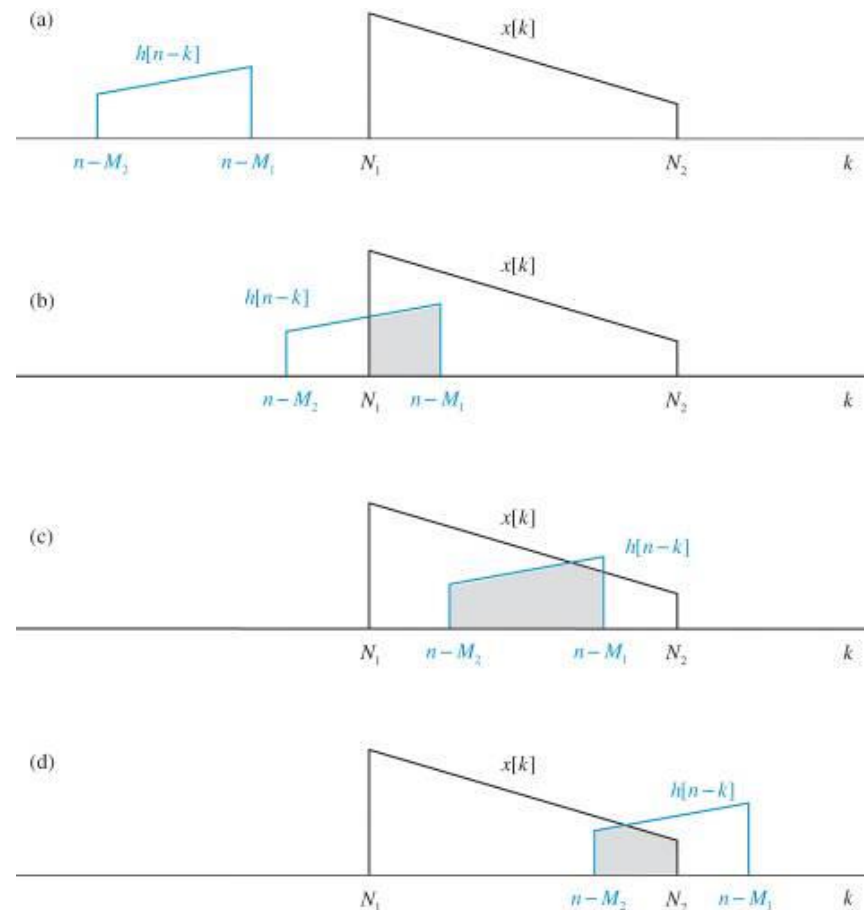 (a)
x[k]
h[n−k]
n−M₂ n−M₁ N₁ N₂ k
x[k]
(b) h[n−k]
n−M₂ N₁ n−M₁ N₂ k
x[k]
(c) h[n−k]
N₁ n−M₂ n−M₁ N₂ k
(d) x[k]
h[n−k]
N₁ n−M₂ N₂ n−M₁ k